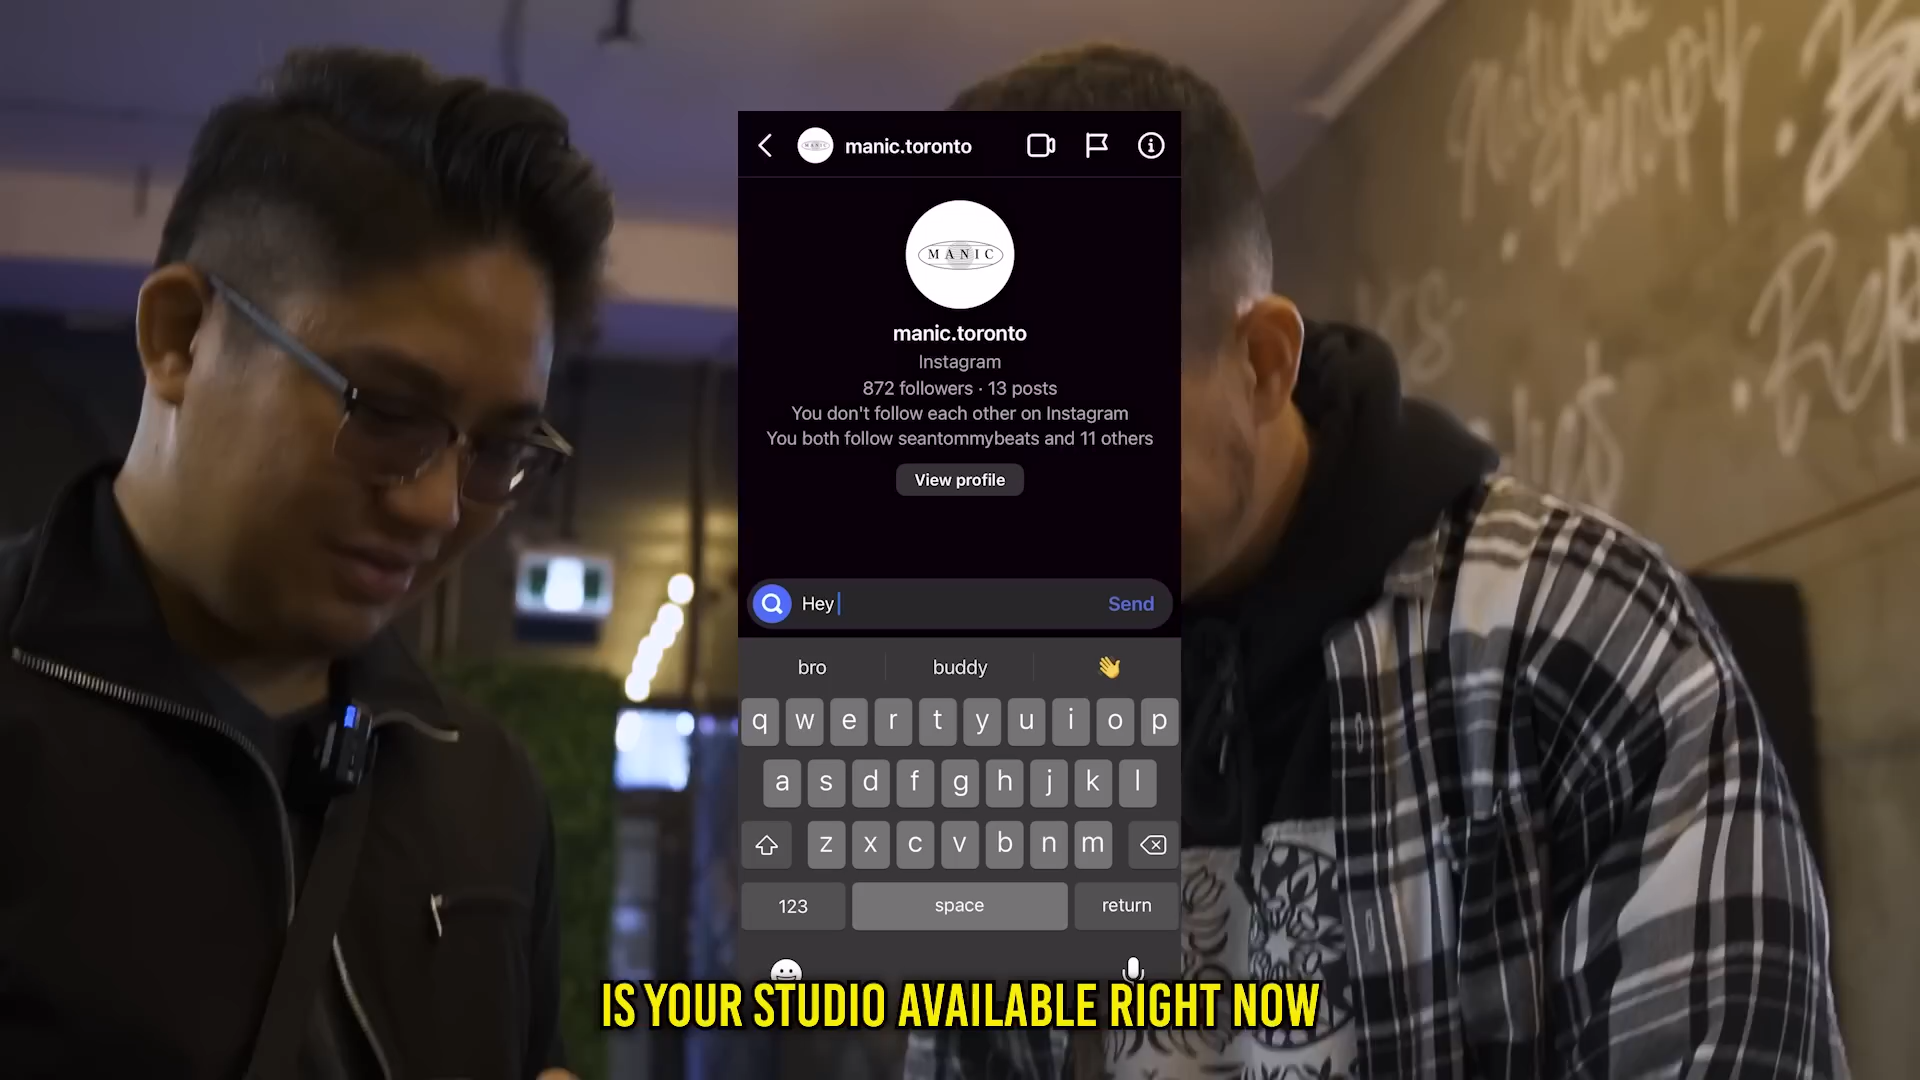 manic.toronto
MANIC
manic.toronto
Instagram
872 followers · 13 posts
You don't follow each other on Instagram
You both follow seantommybeats and 11 others
View profile
Hey
Send
bro buddy 👋
q w e r t y u i o p
a s d f g h j k l
z x c v b n m
123 space return
IS YOUR STUDIO AVAILABLE RIGHT NOW